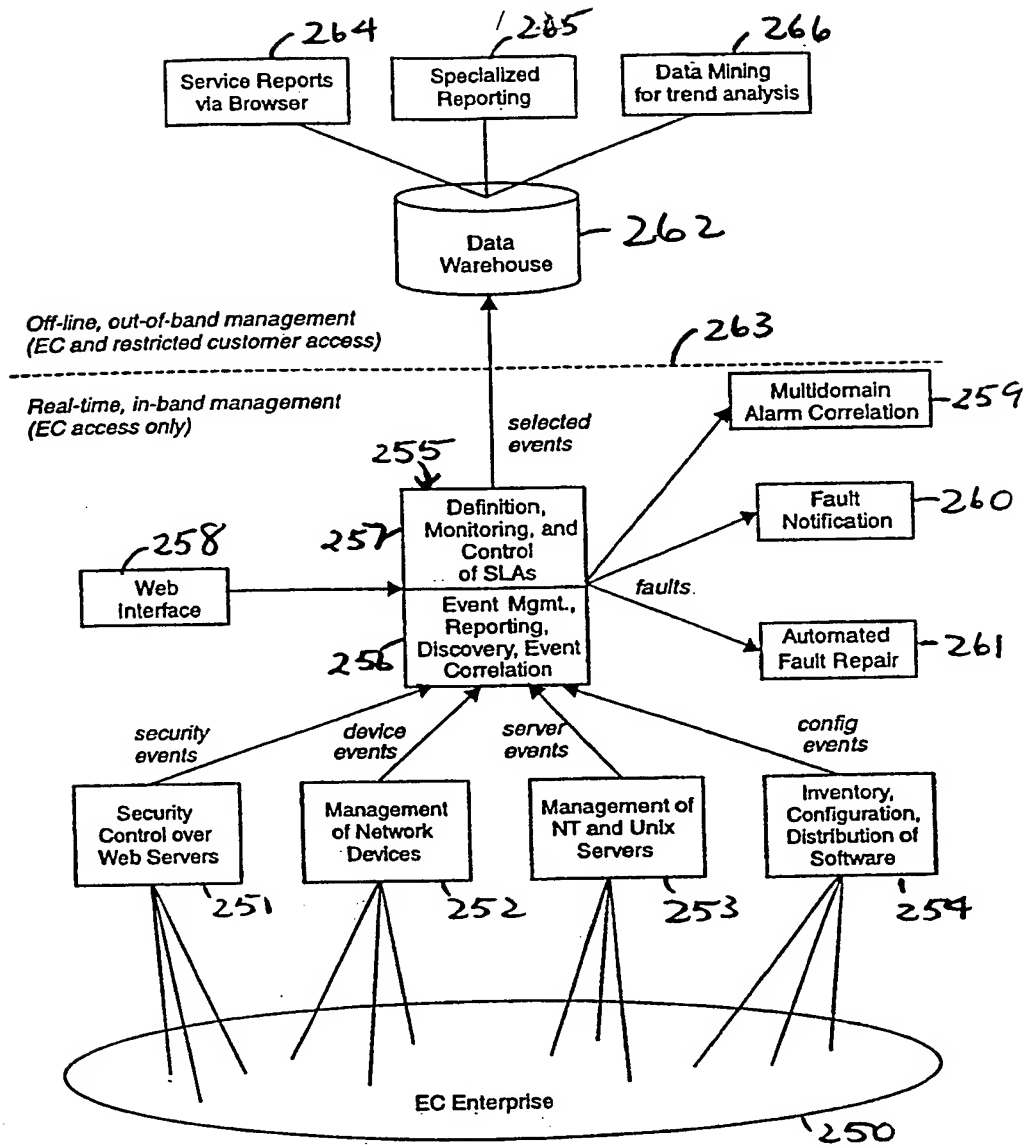 264
265
266
Service Reports
via Browser
Specialized
Reporting
Data Mining
for trend analysis
Data
Warehouse
262
Off-line, out-of-band management
(EC and restricted customer access)
263
Real-time, in-band management
(EC access only)
selected
events
Multidomain
Alarm Correlation
259
255
257
Definition,
Monitoring, and
Control
of SLAs
Fault
Notification
260
258
Web
Interface
256
Event Mgmt.,
Reporting,
Discovery, Event
Correlation
faults.
Automated
Fault Repair
261
security
events
device
events
server
events
config
events
Security
Control over
Web Servers
Management
of Network
Devices
Management of
NT and Unix
Servers
Inventory,
Configuration,
Distribution of
Software
251
252
253
254
EC Enterprise
250